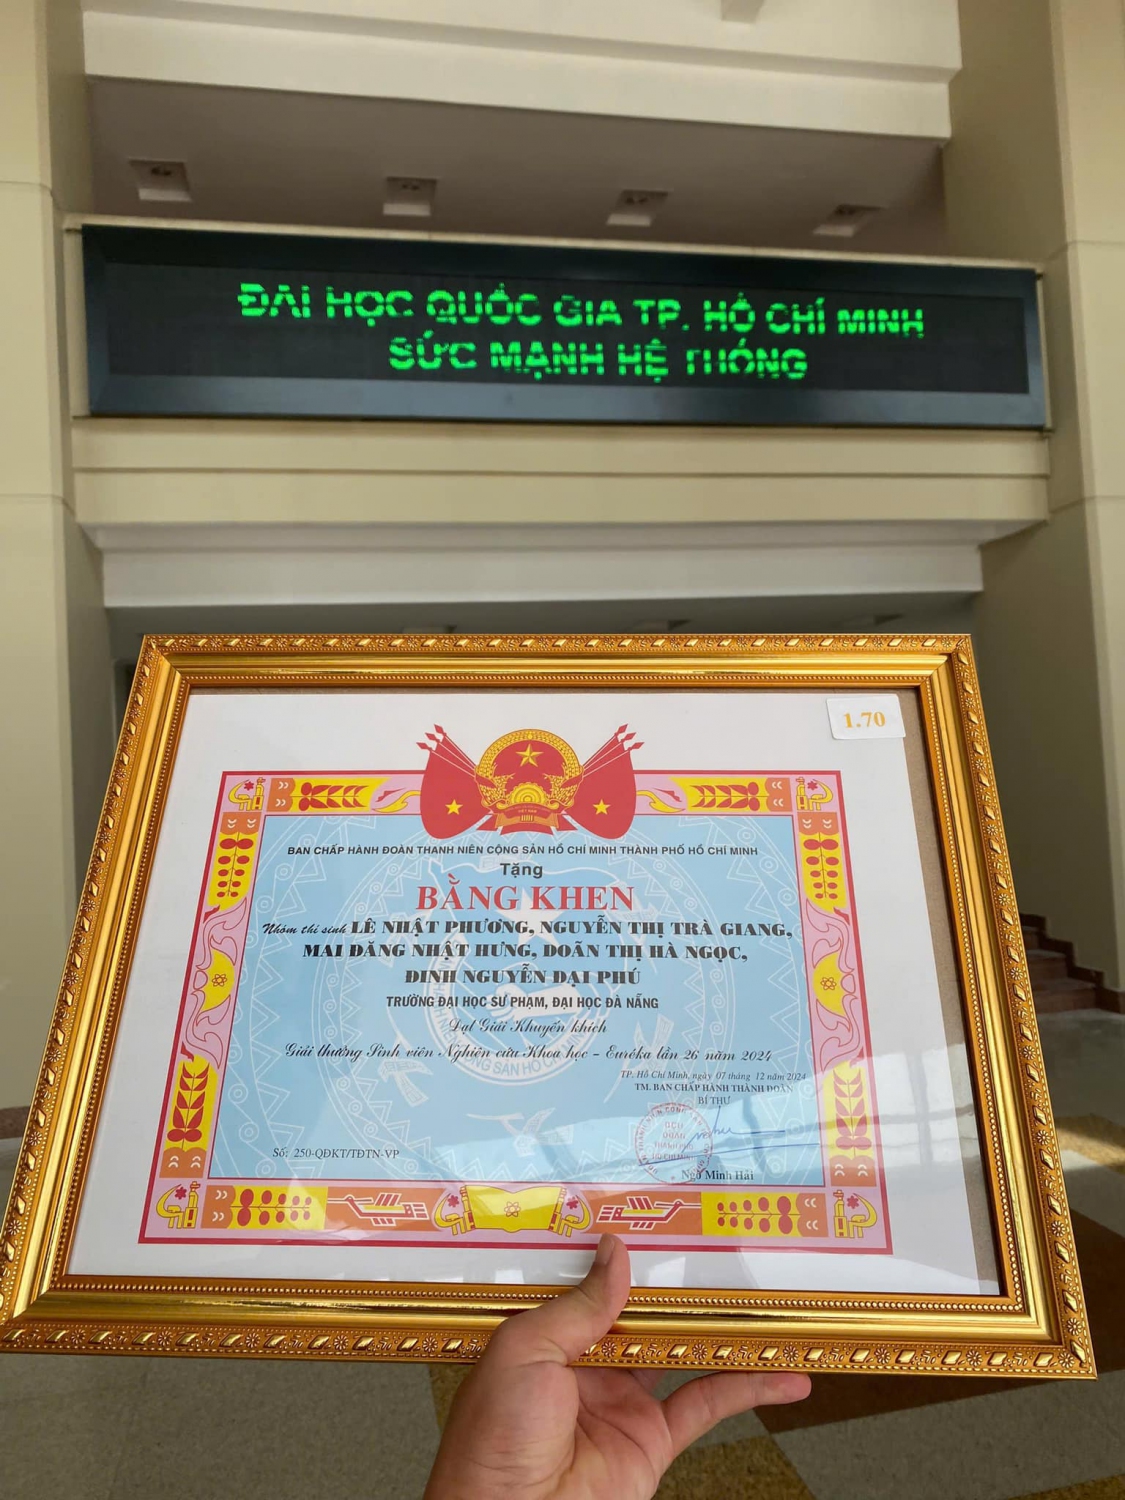 ĐẠI HỌC QUỐC GIA TP. HỒ CHÍ MINH
SỨC MẠNH HỆ THỐNG
1.70
BAN CHẤP HÀNH ĐOÀN THANH NIÊN CỘNG SẢN HỒ CHÍ MINH THÀNH PHỐ HỒ CHÍ MINH
Tặng
BẰNG KHEN
Nhóm thí sinh LÊ NHẬT PHƯƠNG, NGUYỄN THỊ TRÀ GIANG,
MAI ĐĂNG NHẬT HƯNG, DOÃN THỊ HÀ NGỌC,
ĐINH NGUYỄN ĐẠI PHÚ
TRƯỜNG ĐẠI HỌC SƯ PHẠM, ĐẠI HỌC ĐÀ NẴNG
Đạt Giải Khuyến khích
Giải thưởng Sinh viên Nghiên cứu Khoa học - Euréka lần 26 năm 2024
TP. Hồ Chí Minh, ngày 07 tháng 12 năm 2024
TM. BAN CHẤP HÀNH THÀNH ĐOÀN
BÍ THƯ
Số: 250-QĐKT/TĐTN-VP
Ngô Minh Hải